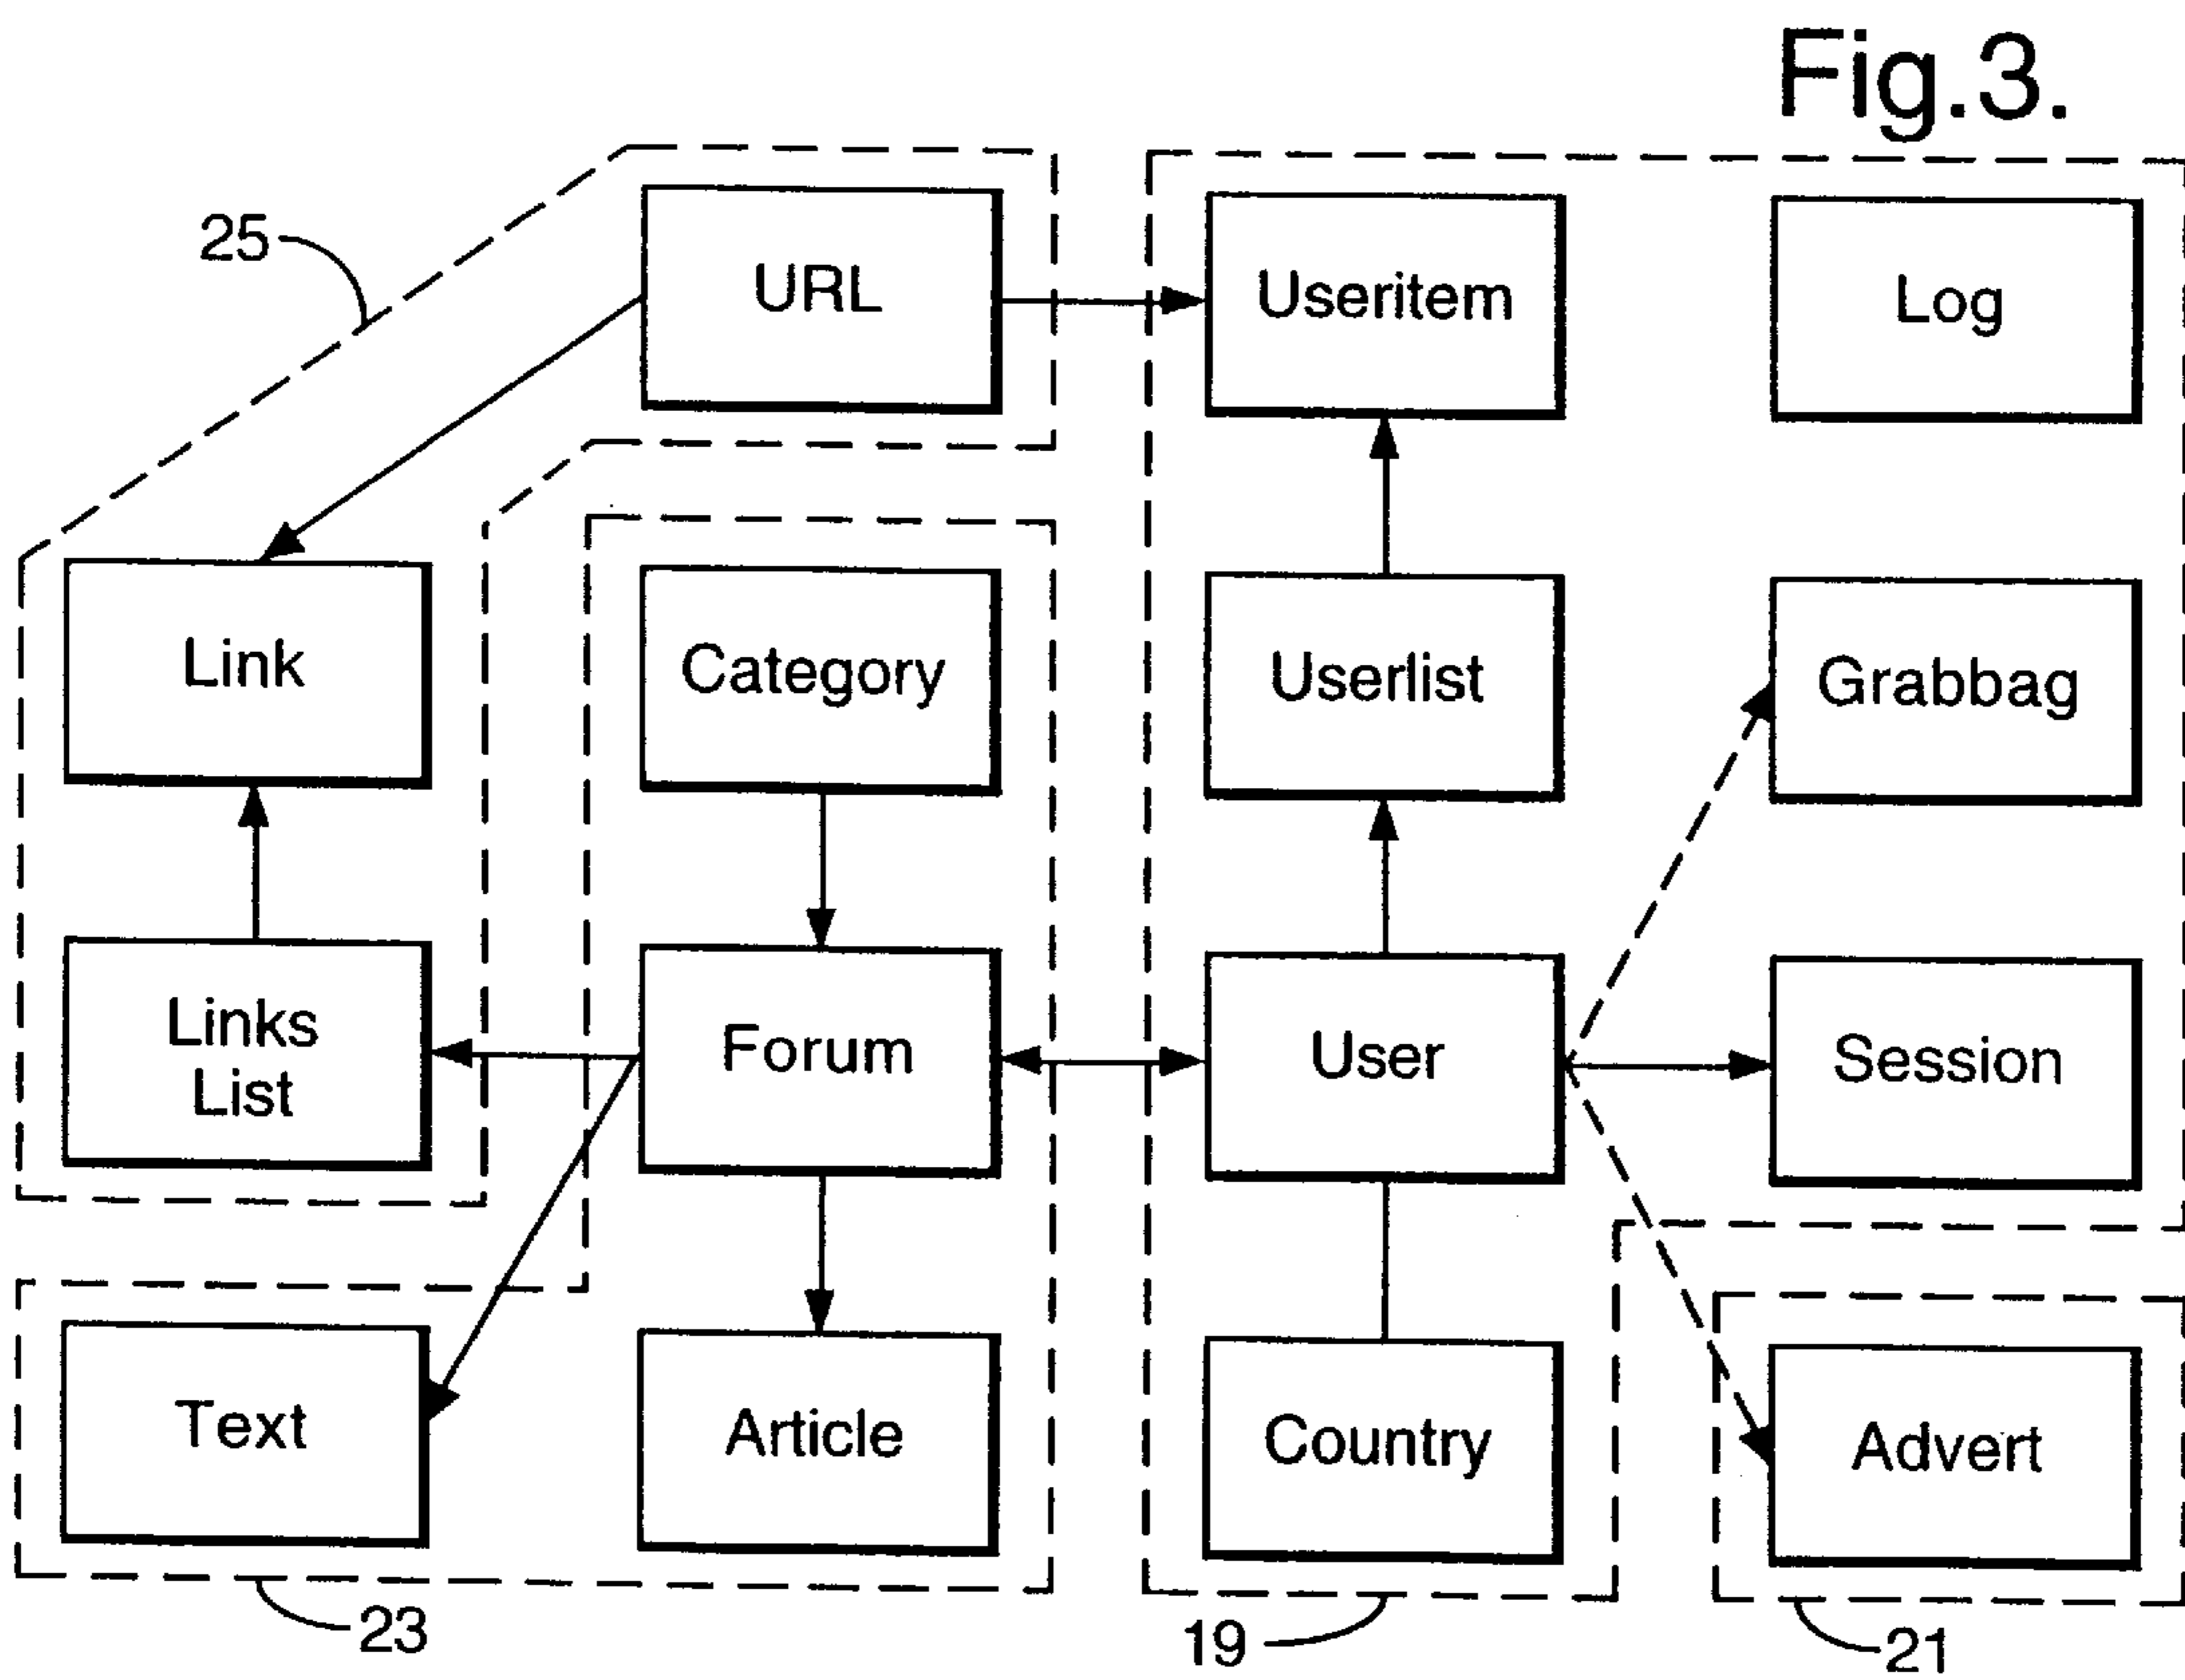 Fig.3.
25
URL
Useritem
Log
Link
Category
Userlist
Grabbag
Links
List
Forum
User
Session
Text
Article
Country
Advert
23
19
21